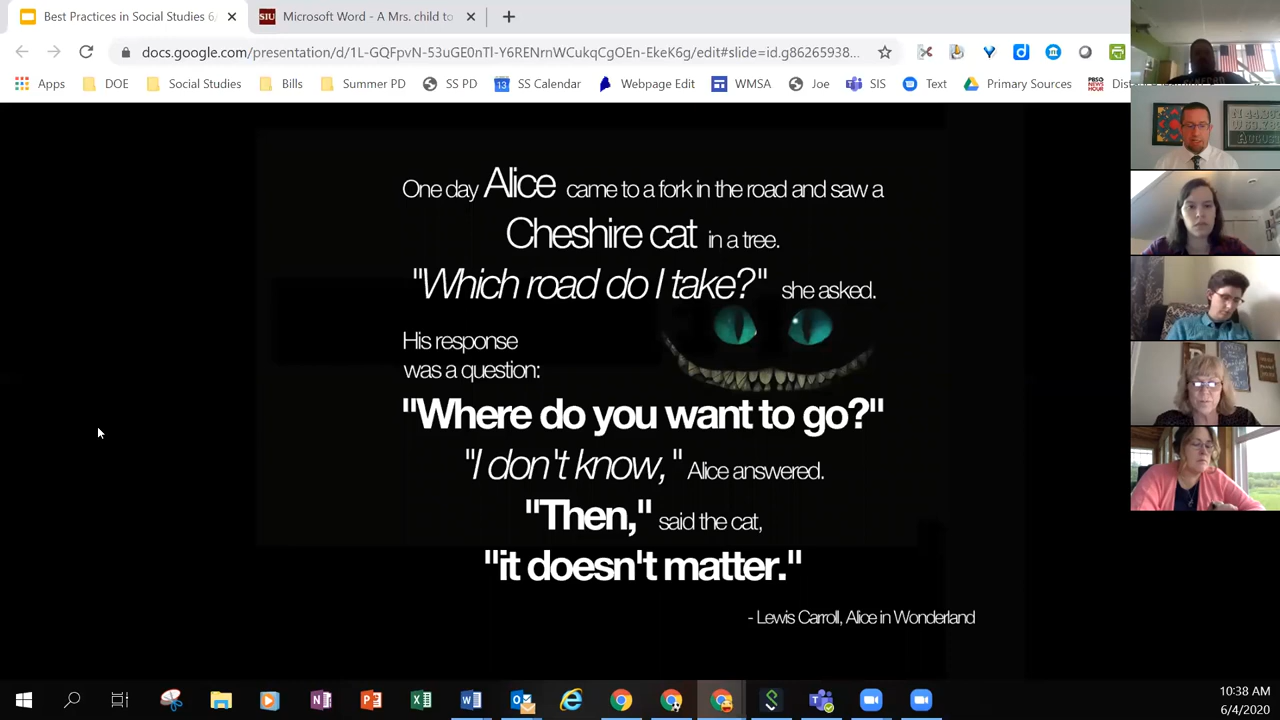 Best Practices in Social Studies 6/
Microsoft Word - A Mrs. child to
docs.google.com/presentation/d/1L-GQFpvN-53uGE0nTl-Y6RENrnWCukqCgOEn-EkeK6g/edit#slide=id.g86265938...
Apps DOE Social Studies Bills Summer PD SS PD SS Calendar Webpage Edit WMSA Joe SIS Text Primary Sources
One day Alice came to a fork in the road and saw a
Cheshire cat in a tree.
"Which road do I take?" she asked.
His response
was a question:
"Where do you want to go?"
"I don't know," Alice answered.
"Then," said the cat,
"it doesn't matter."
- Lewis Carroll, Alice in Wonderland
10:38 AM
6/4/2020